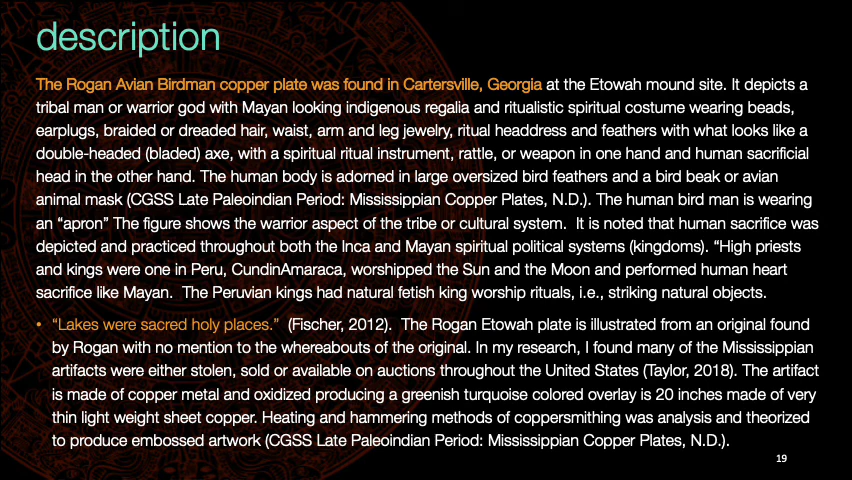 description
The Rogan Avian Birdman copper plate was found in Cartersville, Georgia at the Etowah mound site. It depicts a
tribal man or warrior god with Mayan looking indigenous regalia and ritualistic spiritual costume wearing beads,
earplugs, braided or dreaded hair, waist, arm and leg jewelry, ritual headdress and feathers with what looks like a
double-headed (bladed) axe, with a spiritual ritual instrument, rattle, or weapon in one hand and human sacrificial
head in the other hand. The human body is adorned in large oversized bird feathers and a bird beak or avian
animal mask (CGSS Late Paleoindian Period: Mississippian Copper Plates, N.D.). The human bird man is wearing
an “apron” The figure shows the warrior aspect of the tribe or cultural system.  It is noted that human sacrifice was
depicted and practiced throughout both the Inca and Mayan spiritual political systems (kingdoms). “High priests
and kings were one in Peru, CundinAmaraca, worshipped the Sun and the Moon and performed human heart
sacrifice like Mayan.  The Peruvian kings had natural fetish king worship rituals, i.e., striking natural objects.
• “Lakes were sacred holy places.”  (Fischer, 2012).  The Rogan Etowah plate is illustrated from an original found
by Rogan with no mention to the whereabouts of the original. In my research, I found many of the Mississippian
artifacts were either stolen, sold or available on auctions throughout the United States (Taylor, 2018). The artifact
is made of copper metal and oxidized producing a greenish turquoise colored overlay is 20 inches made of very
thin light weight sheet copper. Heating and hammering methods of coppersmithing was analysis and theorized
to produce embossed artwork (CGSS Late Paleoindian Period: Mississippian Copper Plates, N.D.).
19